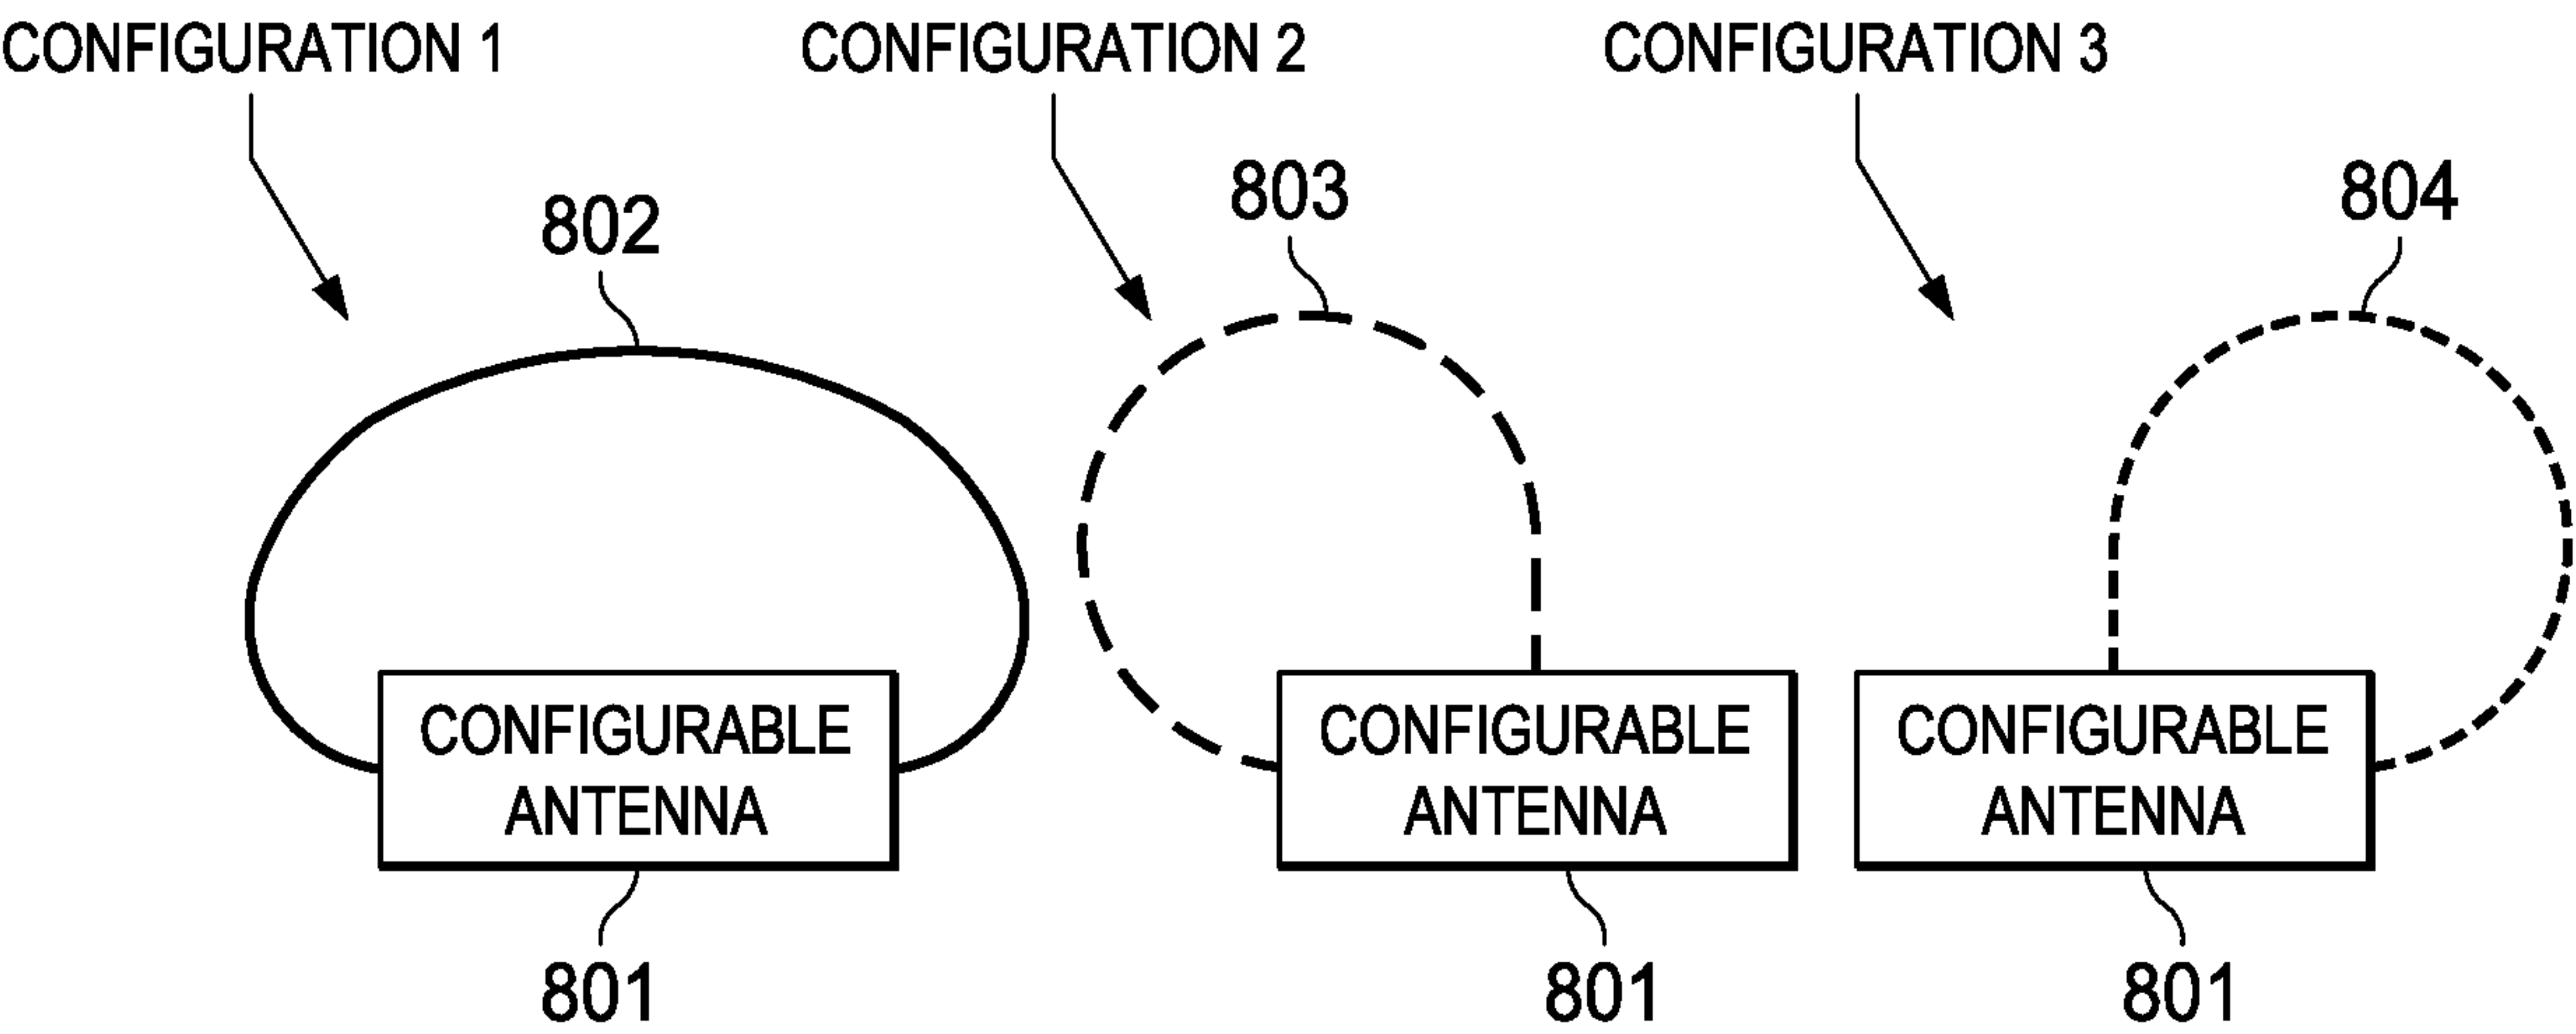 CONFIGURATION 1
CONFIGURATION 2
CONFIGURATION 3
802
803
804
CONFIGURABLE
ANTENNA
CONFIGURABLE
ANTENNA
CONFIGURABLE
ANTENNA
801
801
801